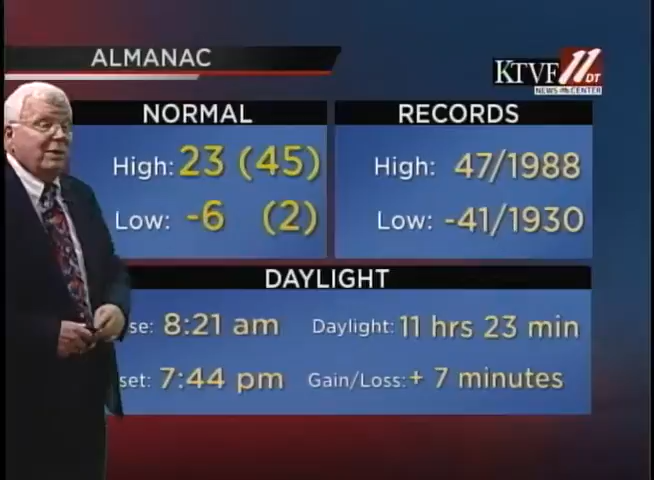 ALMANAC
KTVF 11 DT
NEWS CENTER
NORMAL
High: 23 (45)
Low: -6 (2)
RECORDS
High: 47/1988
Low: -41/1930
DAYLIGHT
se: 8:21 am
Daylight: 11 hrs 23 min
set: 7:44 pm
Gain/Loss: + 7 minutes